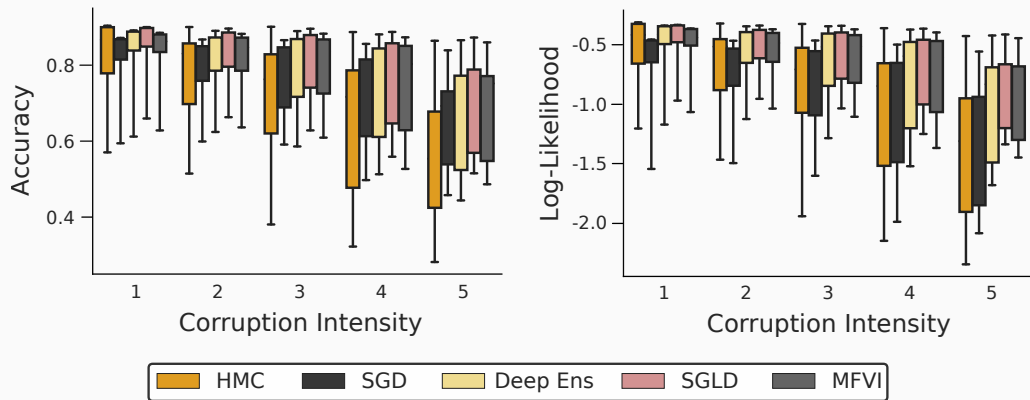 Accuracy
0.8
0.6
0.4
1 2 3 4 5
Corruption Intensity
Log-Likelihood
-0.5
-1.0
-1.5
-2.0
1 2 3 4 5
Corruption Intensity
HMC SGD Deep Ens SGLD MFVI